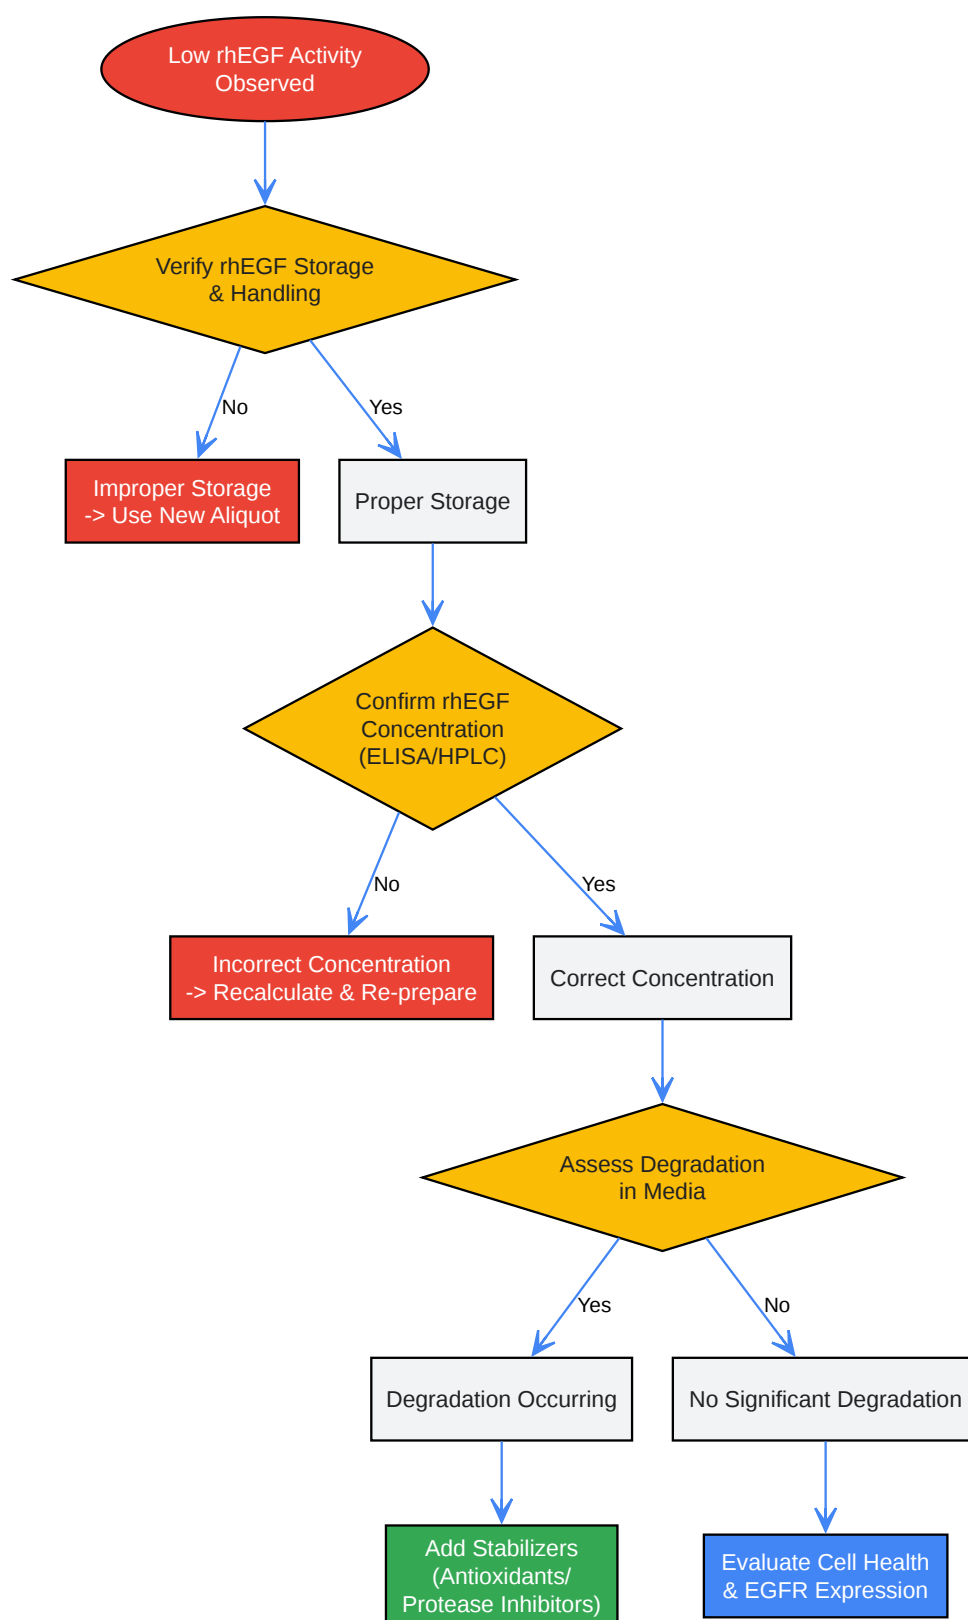 Low rhEGF Activity
Observed
Verify rhEGF Storage
& Handling
No
Yes
Improper Storage
-> Use New Aliquot
Proper Storage
Confirm rhEGF
Concentration
(ELISA/HPLC)
No
Yes
Incorrect Concentration
-> Recalculate & Re-prepare
Correct Concentration
Assess Degradation
in Media
Yes
No
Degradation Occurring
No Significant Degradation
Add Stabilizers
(Antioxidants/
Protease Inhibitors)
Evaluate Cell Health
& EGFR Expression